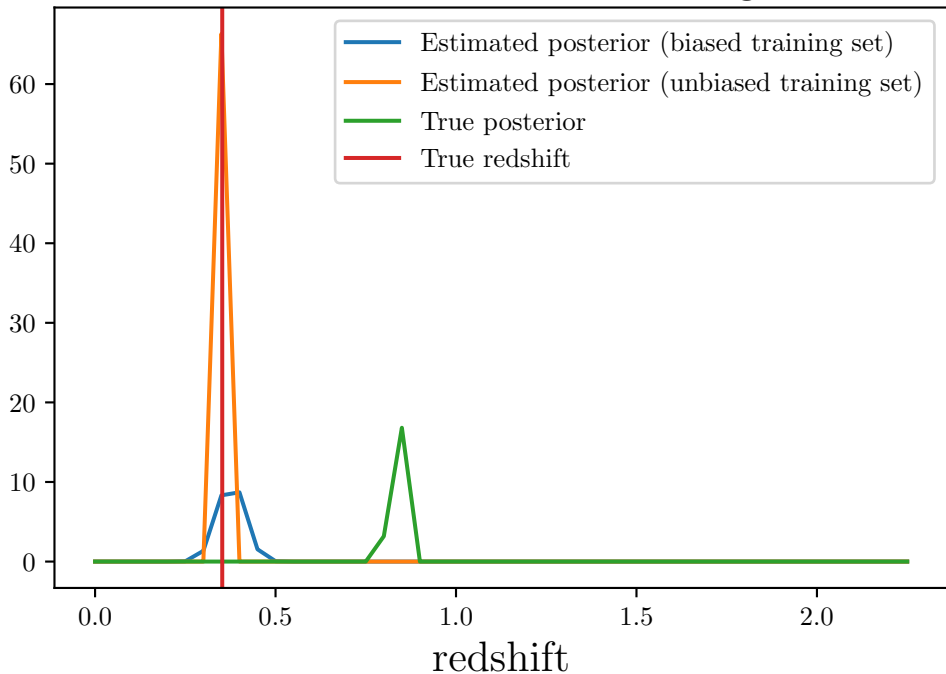 Estimated posterior (biased training set)
Estimated posterior (unbiased training set)
True posterior
True redshift
60
50
40
30
20
10
0
0.0 0.5 1.0 1.5 2.0
redshift